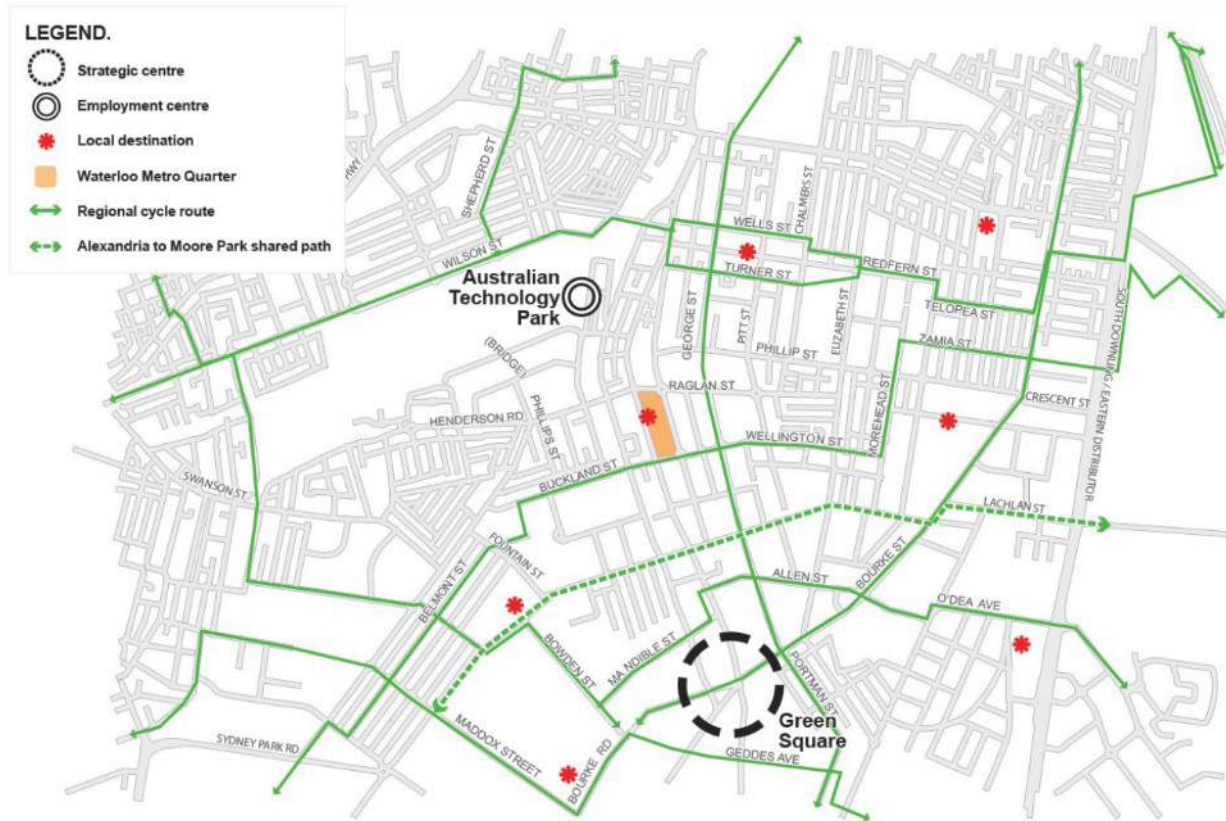 LEGEND.
Strategic centre
Employment centre
Local destination
Waterloo Metro Quarter
Regional cycle route
Alexandria to Moore Park shared path
HWY
SHEPHERD ST
WILSON ST
WELLS ST
CHALMERS ST
TURNER ST
REDFERN ST
TELOPEA ST
Australian
Technology
Park
GEORGE ST
PITT ST
ELIZABETH ST
ZAMIA ST
SOUTH DOWLING / EASTERN DISTRIBUTOR
(BRIDGE)
PHILLIP ST
RAGLAN ST
CRESCENT ST
HENDERSON RD
PHILLIPS ST
MOREHEAD ST
WELLINGTON ST
BUCKLAND ST
SWANSON ST
LACHLAN ST
FOUNTAIN ST
BELMONT ST
BOURKE ST
ALLEN ST
O'DEA AVE
BOWDEN ST
MA NDIBLE ST
PORTMAN ST
Green
Square
MADDOX STREET
SYDNEY PARK RD
BOURKE RD
GEDDES AVE